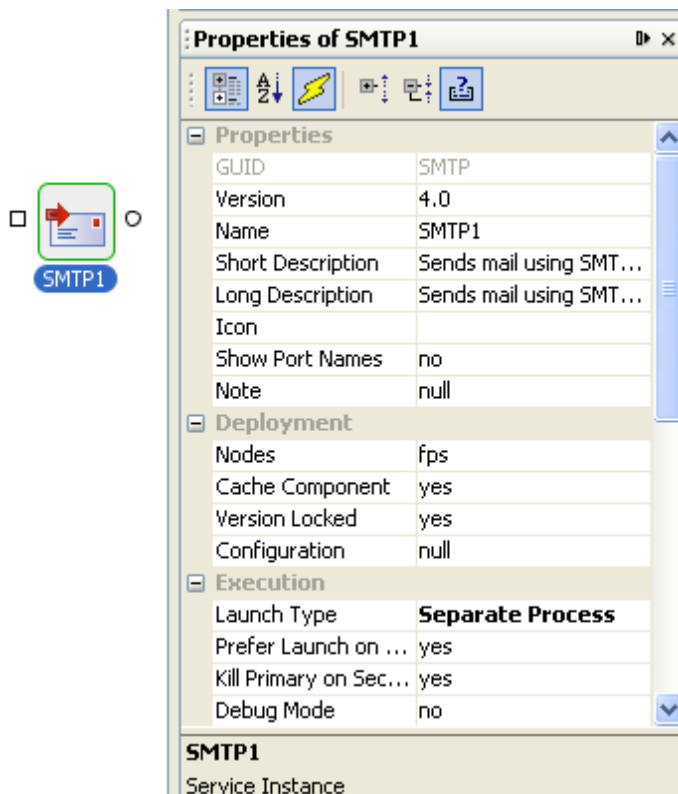 Properties of SMTP1
Properties
GUID SMTP
Version 4.0
Name SMTP1
Short Description Sends mail using SMT...
Long Description Sends mail using SMT...
Icon
Show Port Names no
Note null
Deployment
Nodes fps
Cache Component yes
Version Locked yes
Configuration null
Execution
Launch Type Separate Process
Prefer Launch on ... yes
Kill Primary on Sec... yes
Debug Mode no
SMTP1
Service Instance
SMTP1